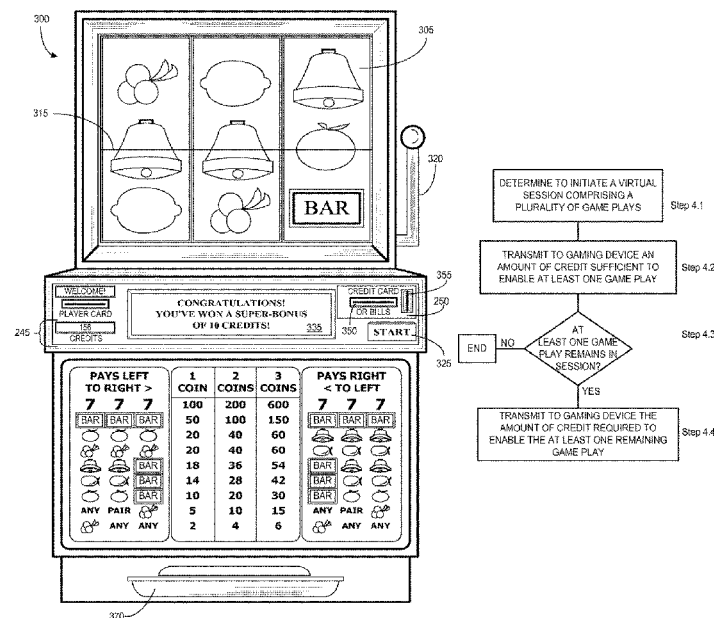 300
305
315
320
BAR
WELCOME!
PLAYER CARD
156
CREDITS
245
CONGRATULATIONS!
YOU'VE WON A SUPER-BONUS
OF 10 CREDITS!
335
CREDIT CARD
OR BILLS
350
355
250
START
325
PAYS LEFT
TO RIGHT >
7 7 7
BAR BAR BAR
BAR
BAR
BAR
ANY PAIR
ANY ANY
1 2 3
COIN COINS COINS
100 200 600
50 100 150
20 40 60
20 40 60
18 36 54
14 28 42
10 20 30
5 10 15
2 4 6
PAYS RIGHT
< TO LEFT
7 7 7
BAR BAR BAR
BAR
BAR
BAR
PAIR ANY
ANY ANY
370
DETERMINE TO INITIATE A VIRTUAL
SESSION COMPRISING A
PLURALITY OF GAME PLAYS
Step 4.1
TRANSMIT TO GAMING DEVICE AN
AMOUNT OF CREDIT SUFFICIENT TO
ENABLE AT LEAST ONE GAME PLAY
Step 4.2
AT
LEAST ONE GAME
PLAY REMAINS IN
SESSION?
Step 4.3
NO
END
YES
TRANSMIT TO GAMING DEVICE THE
AMOUNT OF CREDIT REQUIRED TO
ENABLE THE AT LEAST ONE REMAINING
GAME PLAY
Step 4.4